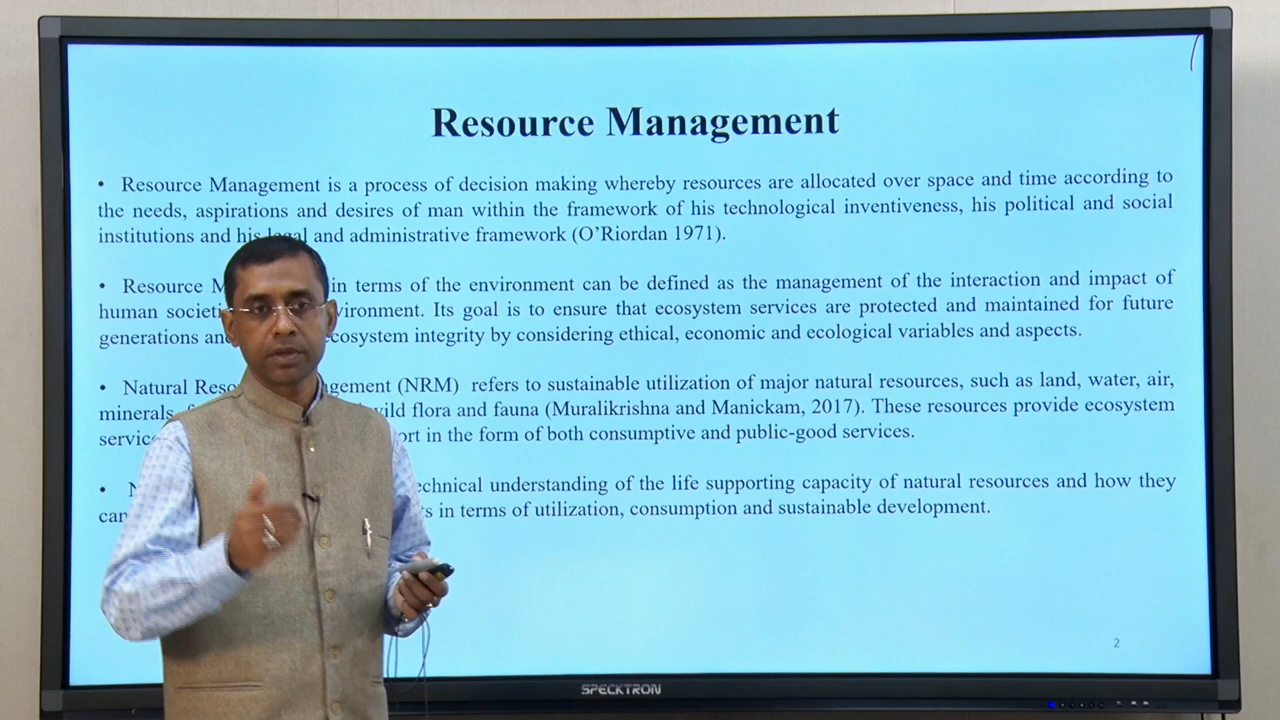 Resource Management
• Resource Management is a process of decision making whereby resources are allocated over space and time according to
the needs, aspirations and desires of man within the framework of his technological inventiveness, his political and social
institutions and his legal and administrative framework (O'Riordan 1971).
• Resource in terms of the environment can be defined as the management of the interaction and impact of
human Its goal is to ensure that ecosystem services are protected and maintained for future
generations ecosystem integrity by considering ethical, economic and ecological variables and aspects.
• Natural (NRM) refers to sustainable utilization of major natural resources, such as land, water, air,
minerals, wild flora and fauna (Muralikrishna and Manickam, 2017). These resources provide ecosystem
in the form of both consumptive and public-good services.
• understanding of the life supporting capacity of natural resources and how they
can in terms of utilization, consumption and sustainable development.
2
SPECKTRON